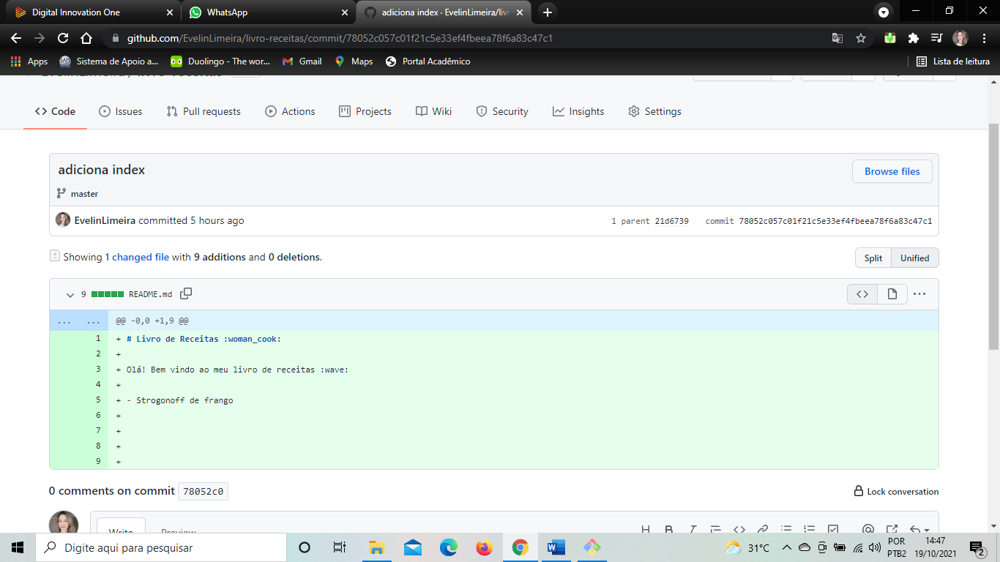 Digital Innovation One
WhatsApp
adiciona index · EvelinLimeira/livr
github.com/EvelinLimeira/livro-receitas/commit/78052c057c01f21c5e33ef4fbeea78f6a83c47c1
Apps
Sistema de Apoio a...
Duolingo - The wor...
Gmail
Maps
Portal Acadêmico
Lista de leitura
Code
Issues
Pull requests
Actions
Projects
Wiki
Security
Insights
Settings
adiciona index
Browse files
master
EvelinLimeira committed 5 hours ago
1 parent 21d6739 commit 78052c057c01f21c5e33ef4fbeea78f6a83c47c1
Showing 1 changed file with 9 additions and 0 deletions.
Split
Unified
9 README.md
... ... @@ -0,0 +1,9 @@
1 + # Livro de Receitas :woman_cook:
2 +
3 + Olá! Bem vindo ao meu livro de receitas :wave:
4 +
5 + - Strogonoff de frango
6 +
7 +
8 +
9 +
0 comments on commit 78052c0
Lock conversation
Write
Preview
Digite aqui para pesquisar
31°C
POR
PTB2
14:47
19/10/2021
2